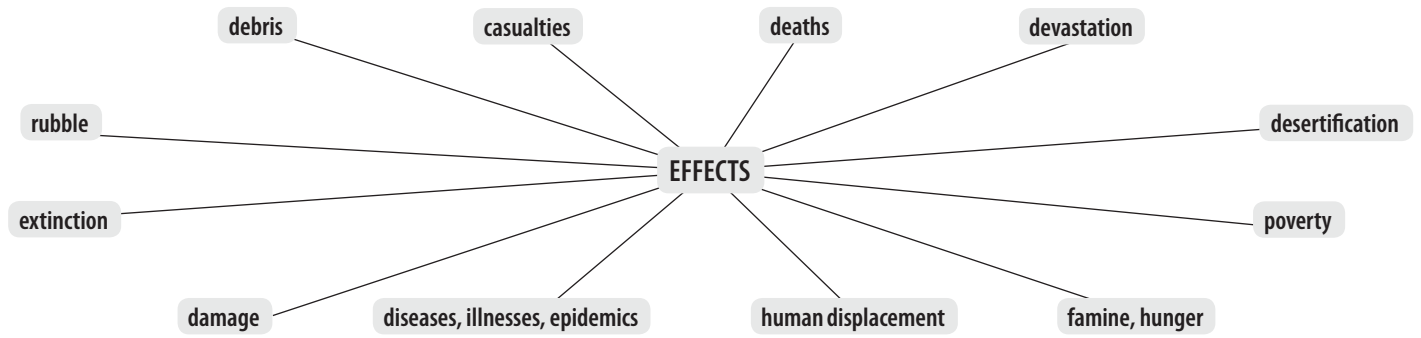 debris
casualties
deaths
devastation
rubble
desertification
EFFECTS
extinction
poverty
damage
diseases, illnesses, epidemics
human displacement
famine, hunger